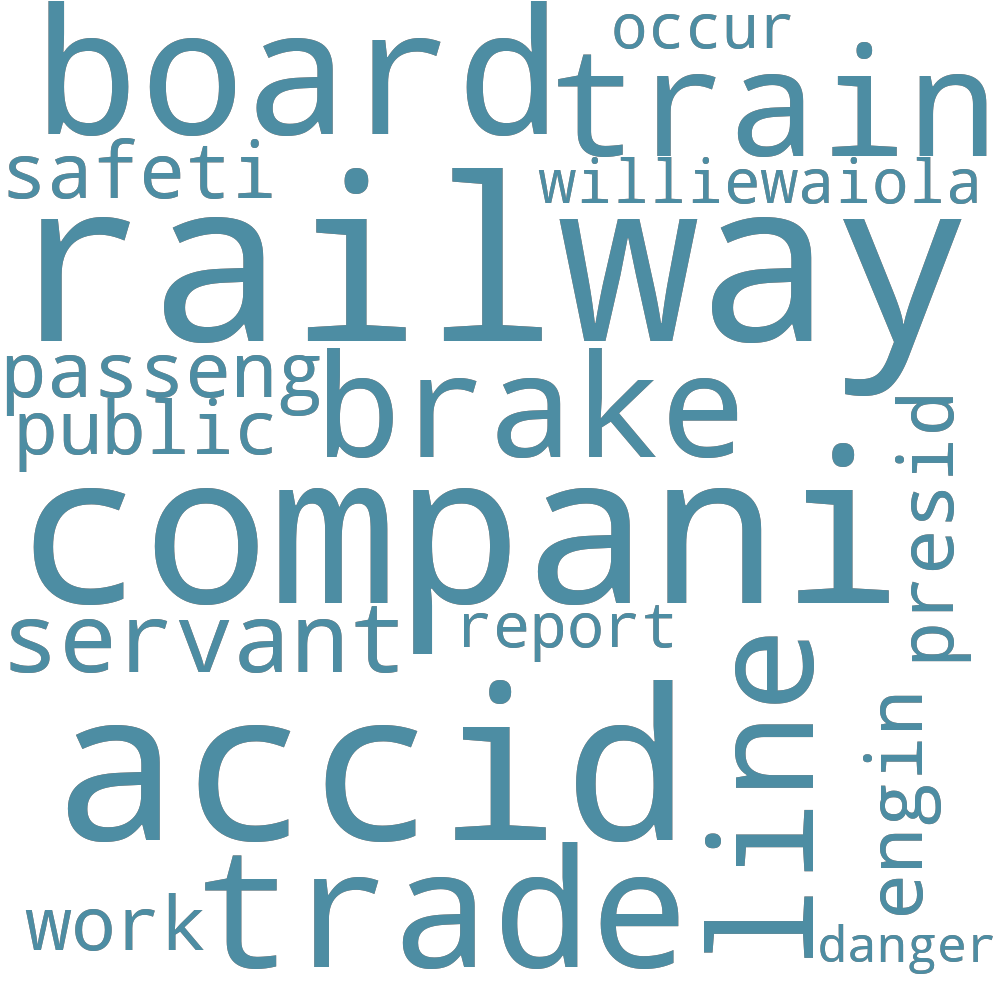 occur
board
train
safeti
williewaiola
railway
passeng
brake
public
presid
compani
servant
report
line
accid
engin
trade
work
danger